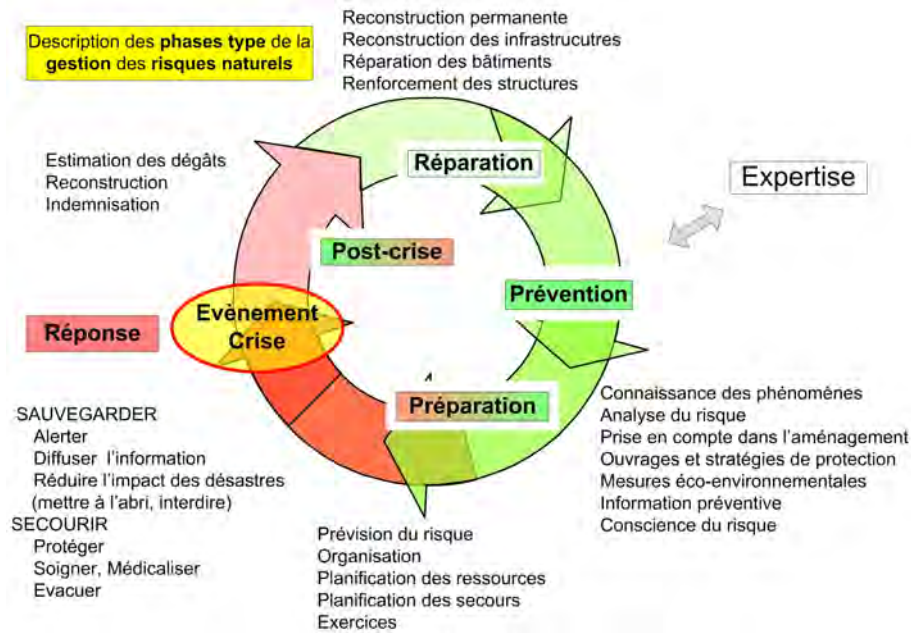 Description des phases type de la
gestion des risques naturels
Reconstruction permanente
Reconstruction des infrastrucutres
Réparation des bâtiments
Renforcement des structures
Réparation
Expertise
Estimation des dégâts
Reconstruction
Indemnisation
Post-crise
Prévention
Evènement
Crise
Réponse
Préparation
SAUVEGARDER
Alerter
Diffuser l'information
Réduire l'impact des désastres
(mettre à l'abri, interdire)
SECOURIR
Protéger
Soigner, Médicaliser
Evacuer
Prévision du risque
Organisation
Planification des ressources
Planification des secours
Exercices
Connaissance des phénomènes
Analyse du risque
Prise en compte dans l'aménagement
Ouvrages et stratégies de protection
Mesures éco-environnementales
Information préventive
Conscience du risque